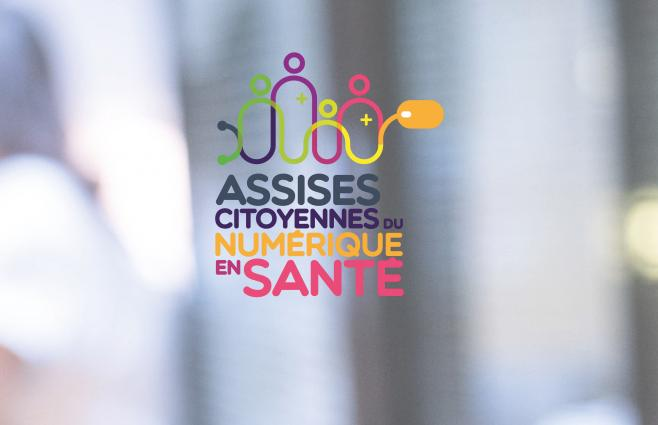 ASSISES
CITOYENNES DU
NUMÉRIQUE
EN SANTÉ